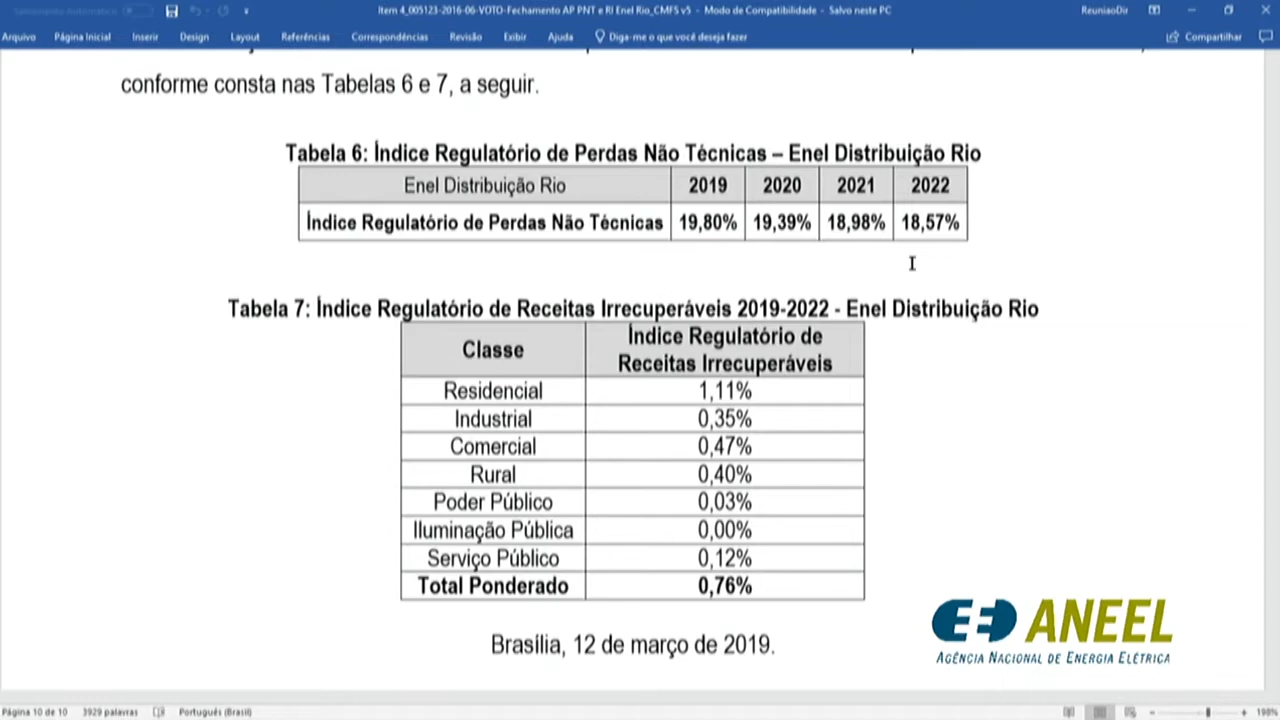 Item 4_005123-2016-06-VOTO-Fechamento AP PNT e RI Enel Rio_CMFS v5 - Modo de Compatibilidade - Salvo neste PC
ReuniaoDir
Arquivo Página Inicial Inserir Design Layout Referências Correspondências Revisão Exibir Ajuda Diga-me o que você deseja fazer Compartilhar
conforme consta nas Tabelas 6 e 7, a seguir.
Tabela 6: Índice Regulatório de Perdas Não Técnicas – Enel Distribuição Rio
Enel Distribuição Rio 2019 2020 2021 2022
Índice Regulatório de Perdas Não Técnicas 19,80% 19,39% 18,98% 18,57%
Tabela 7: Índice Regulatório de Receitas Irrecuperáveis 2019-2022 - Enel Distribuição Rio
Classe
Índice Regulatório de
Receitas Irrecuperáveis
Residencial 1,11%
Industrial 0,35%
Comercial 0,47%
Rural 0,40%
Poder Público 0,03%
Iluminação Pública 0,00%
Serviço Público 0,12%
Total Ponderado 0,76%
Brasília, 12 de março de 2019.
ANEEL
AGÊNCIA NACIONAL DE ENERGIA ELÉTRICA
Página 10 de 10 3929 palavras Português (Brasil) 198%